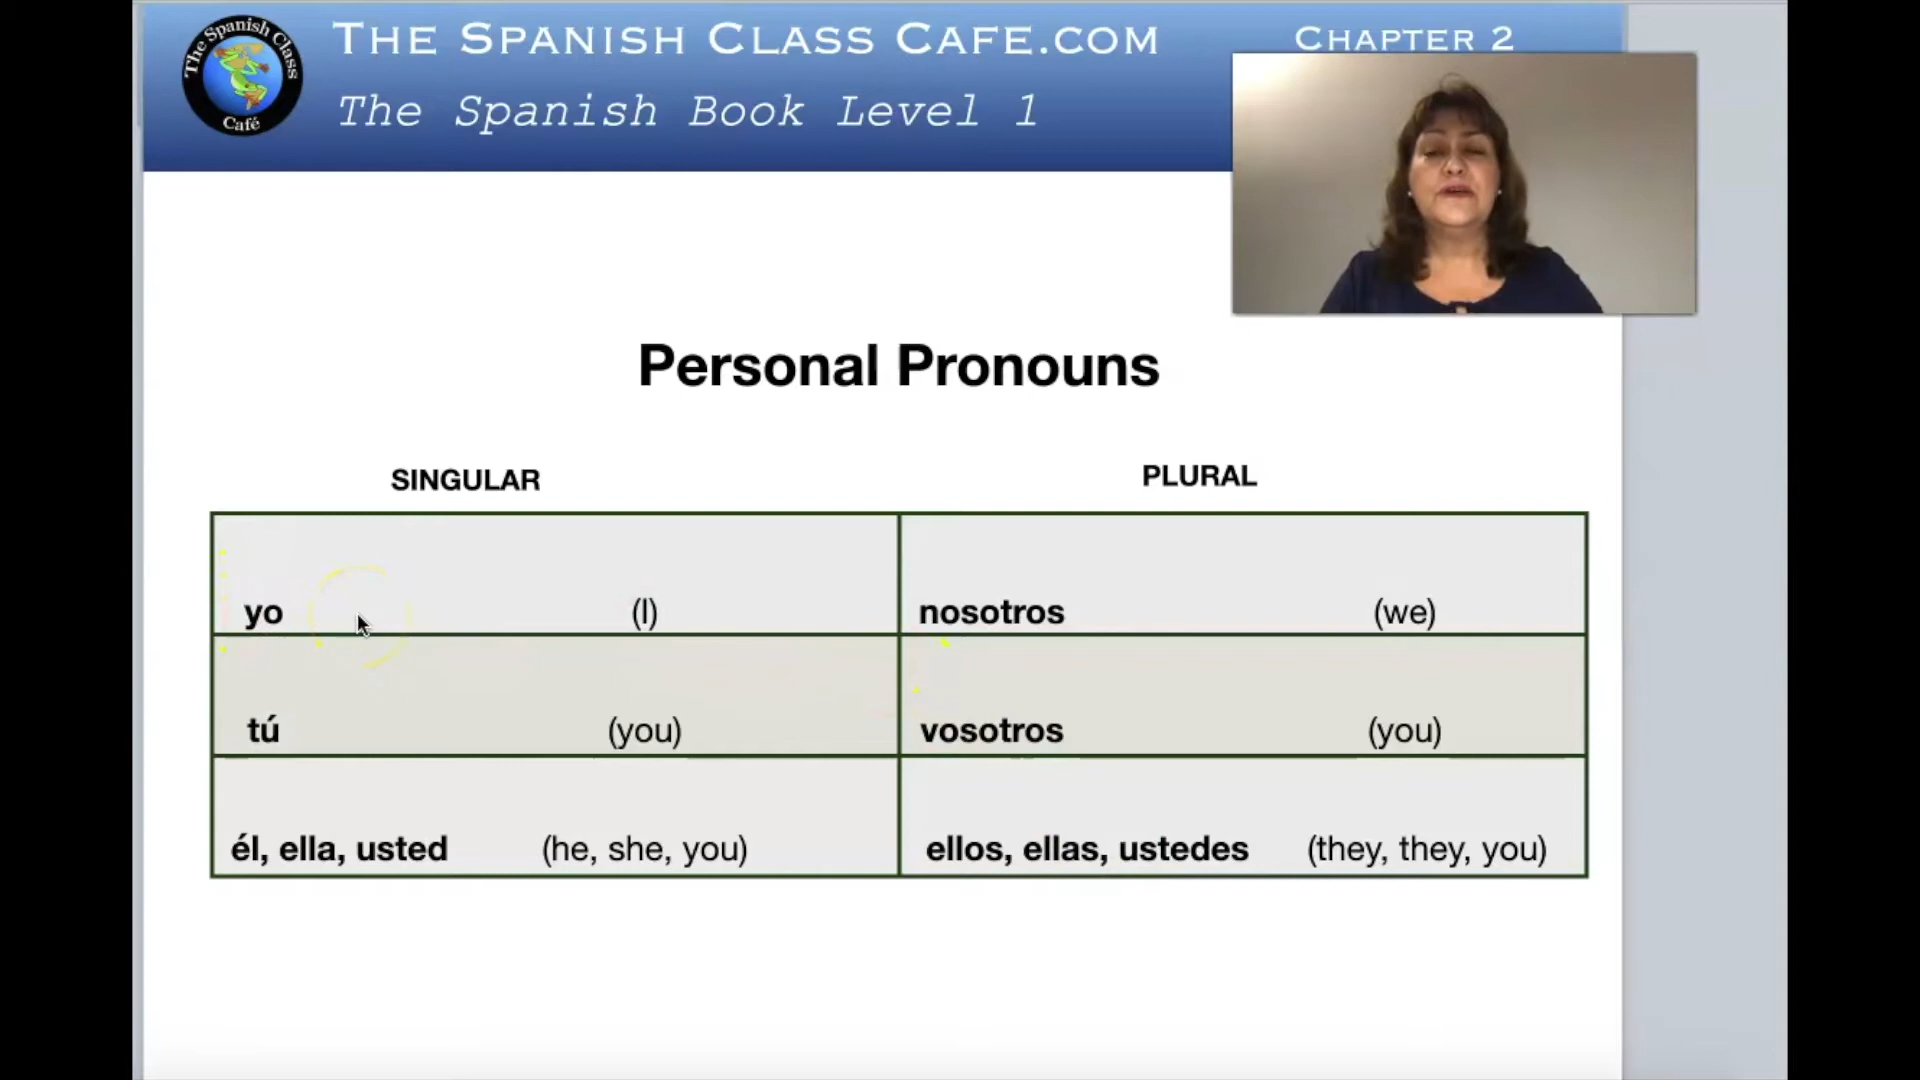 The Spanish Class
Café
THE SPANISH CLASS CAFE.COM
CHAPTER 2
The Spanish Book Level 1
Personal Pronouns
SINGULAR
PLURAL
yo (I)
nosotros (we)
tú (you)
vosotros (you)
él, ella, usted (he, she, you)
ellos, ellas, ustedes (they, they, you)